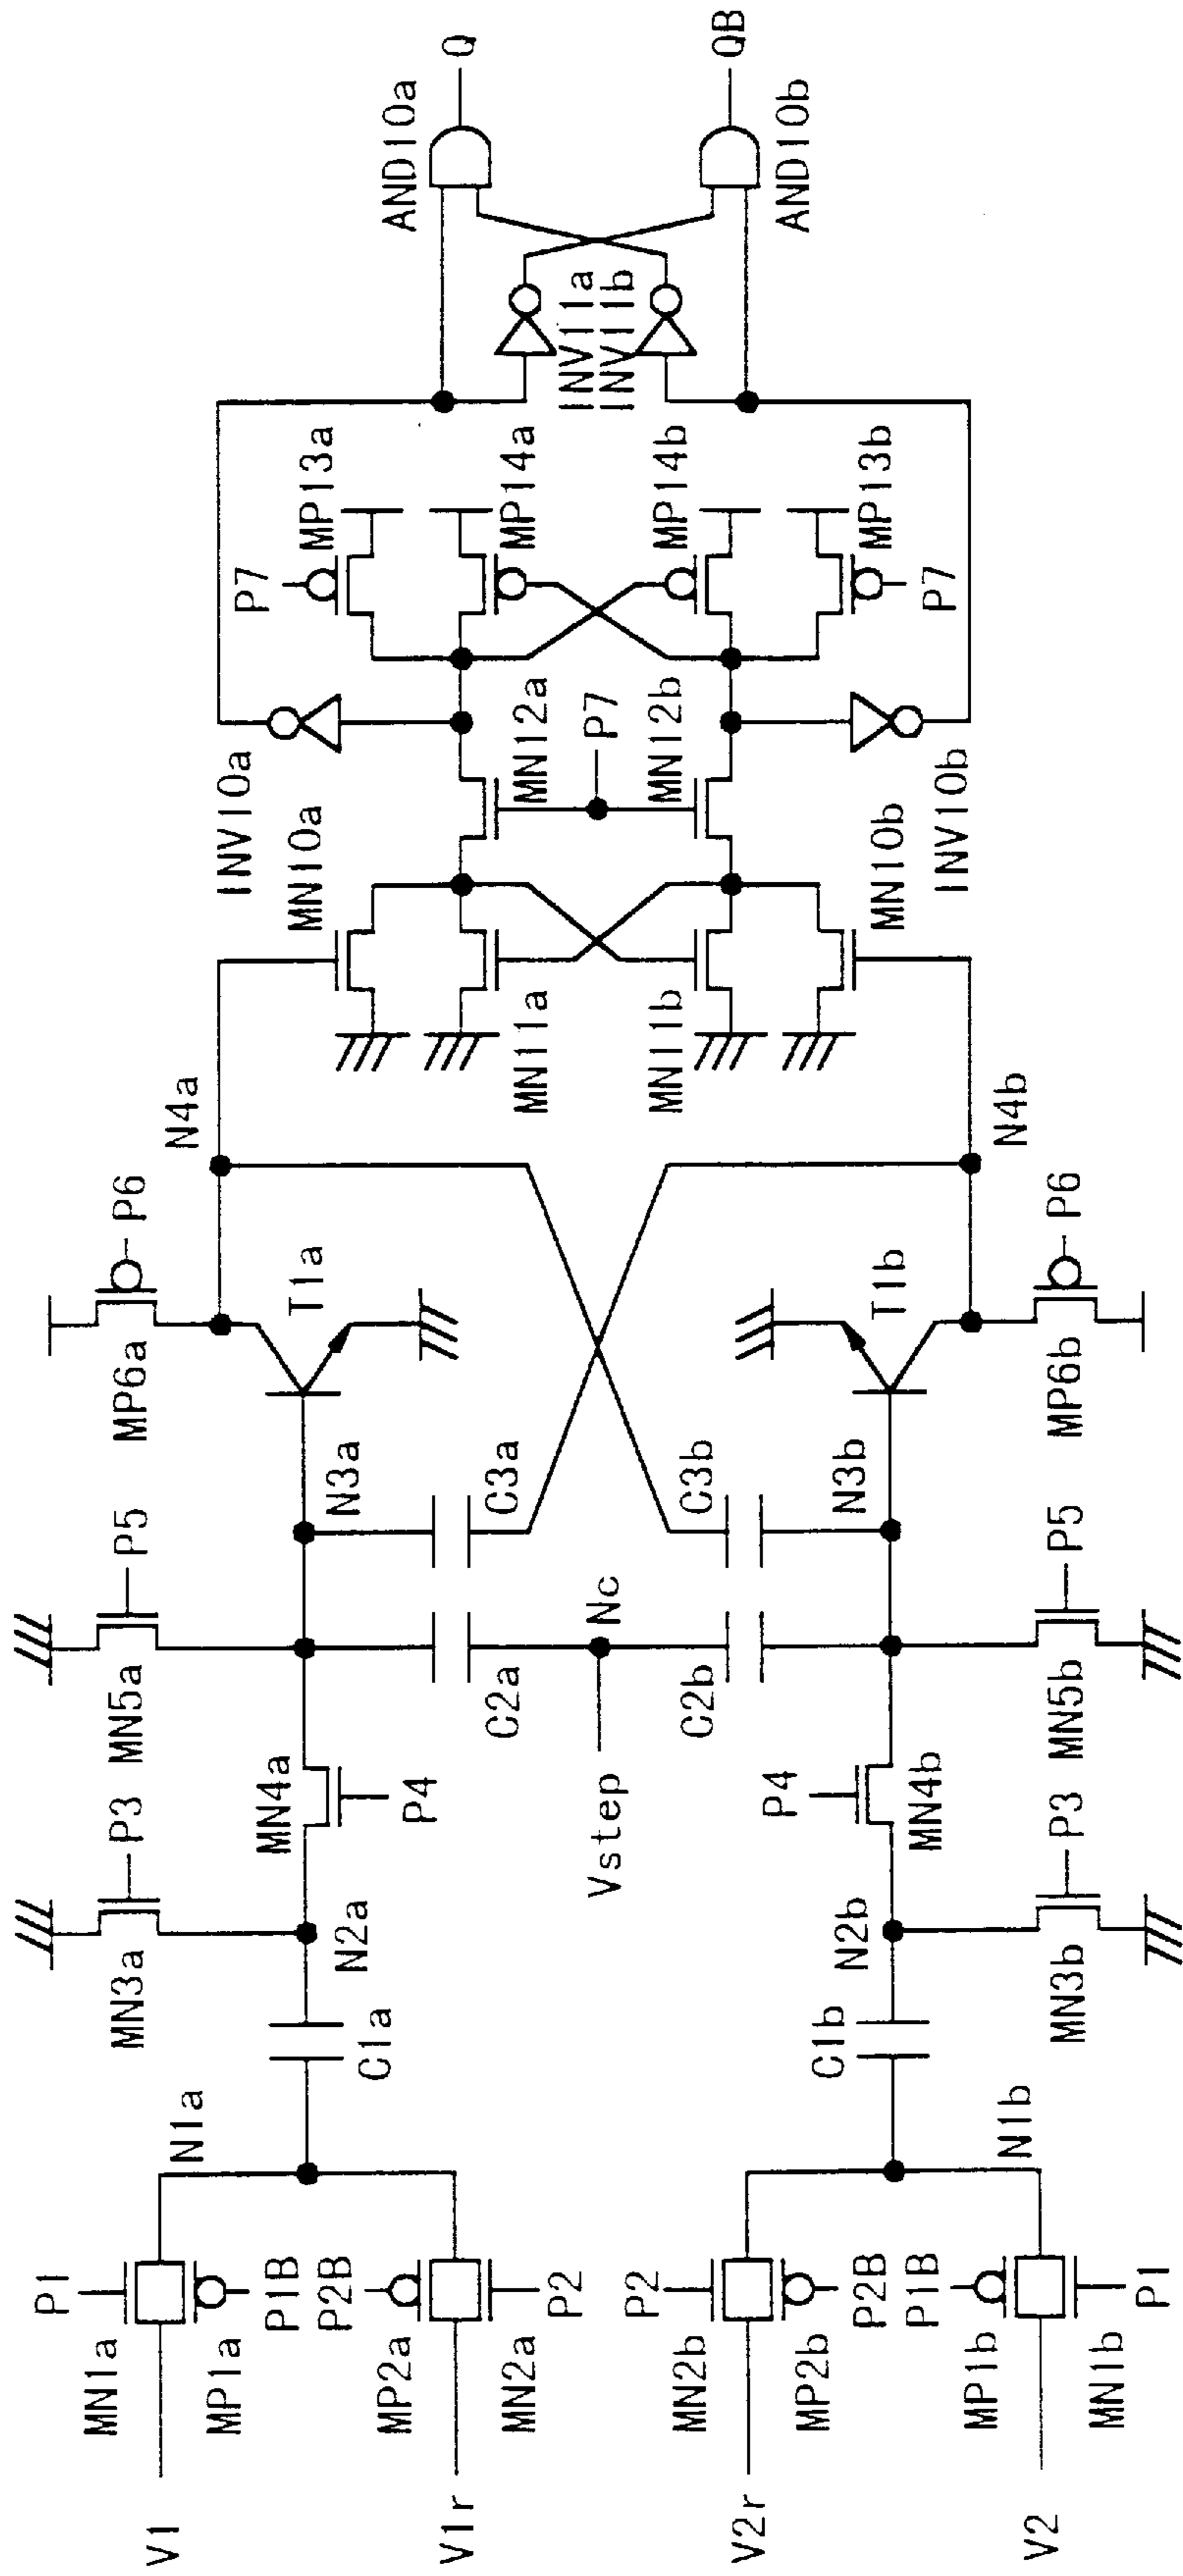 V1
MN1a
P1
MP1a
P1B
V1r
MP2a
P2B
MN2a
P2
V2r
MN2b
P2
MP2b
P2B
V2
MP1b
P1B
MN1b
P1
N1a
N1b
C1a
C1b
N2a
N2b
MN3a
P3
MN3b
P3
MN4a
P4
MN4b
P4
Vstep
Nc
MN5a
P5
MN5b
P5
C2a
C2b
C3a
C3b
N3a
N3b
MP6a
P6
MP6b
P6
T1a
T1b
N4a
N4b
MN10a
MN11a
MN11b
MN10b
MN12a
P7
MN12b
INV10a
INV10b
P7
MP13a
MP14a
MP14b
MP13b
P7
INV11a
INV11b
AND10a
AND10b
Q
QB